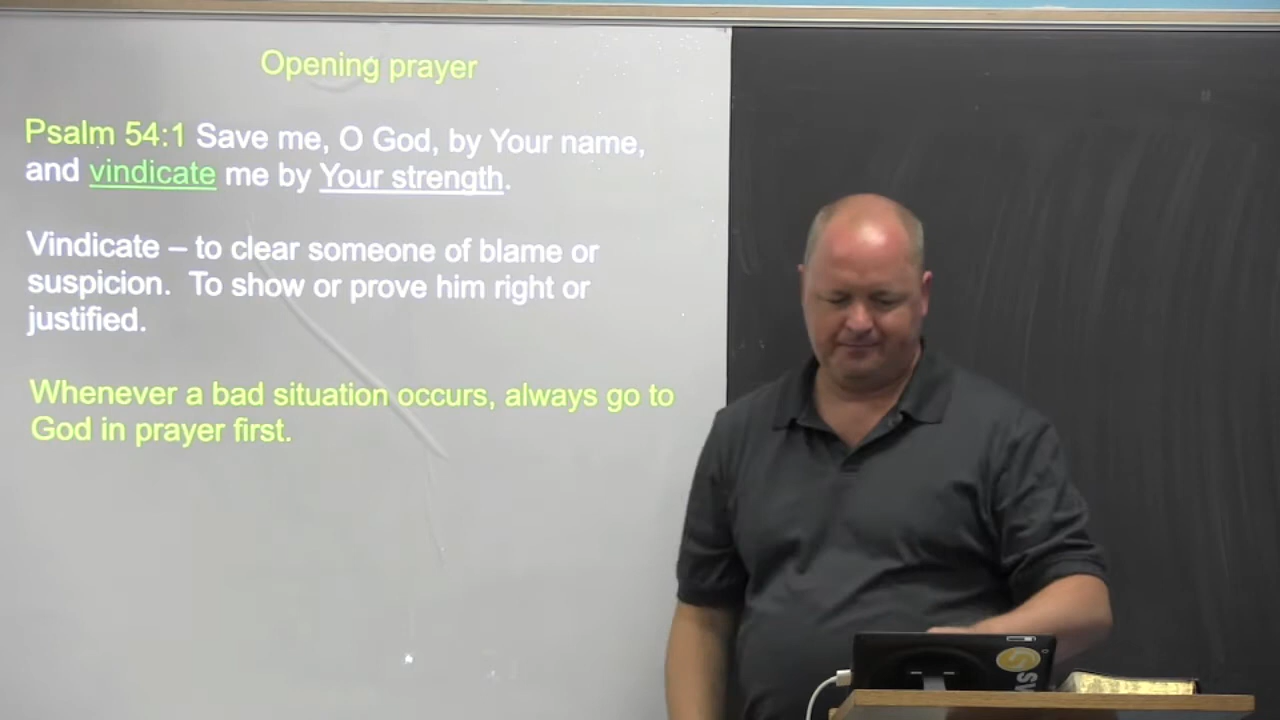 Opening prayer
Psalm 54:1 Save me, O God, by Your name,
and vindicate me by Your strength.
Vindicate – to clear someone of blame or
suspicion.  To show or prove him right or
justified.
Whenever a bad situation occurs, always go to
God in prayer first.